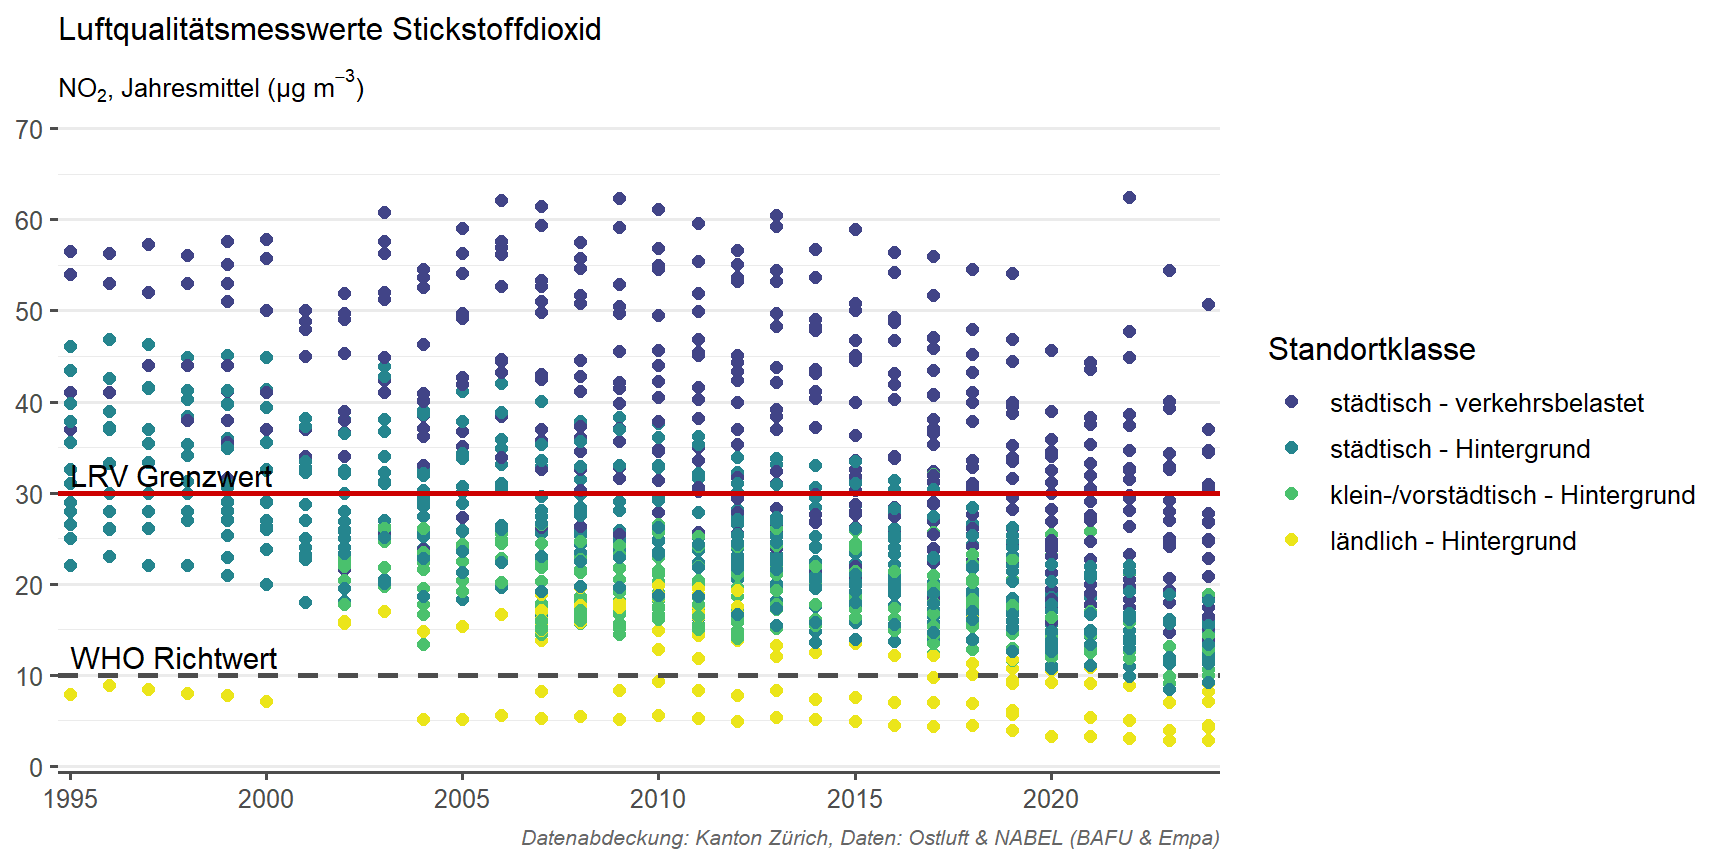 Luftqualitätsmesswerte Stickstoffdioxid
NO₂, Jahresmittel (µg m⁻³)
70
60
50
40
30
20
10
0
LRV Grenzwert
WHO Richtwert
1995 2000 2005 2010 2015 2020
Standortklasse
städtisch - verkehrsbelastet
städtisch - Hintergrund
klein-/vorstädtisch - Hintergrund
ländlich - Hintergrund
Datenabdeckung: Kanton Zürich, Daten: Ostluft & NABEL (BAFU & Empa)